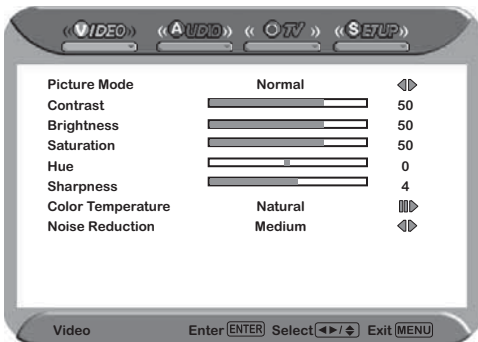 VIDEO AUDIO TV SETUP
Picture Mode Normal
Contrast 50
Brightness 50
Saturation 50
Hue 0
Sharpness 4
Color Temperature Natural
Noise Reduction Medium
Video Enter ENTER Select ◀▶/♦ Exit MENU